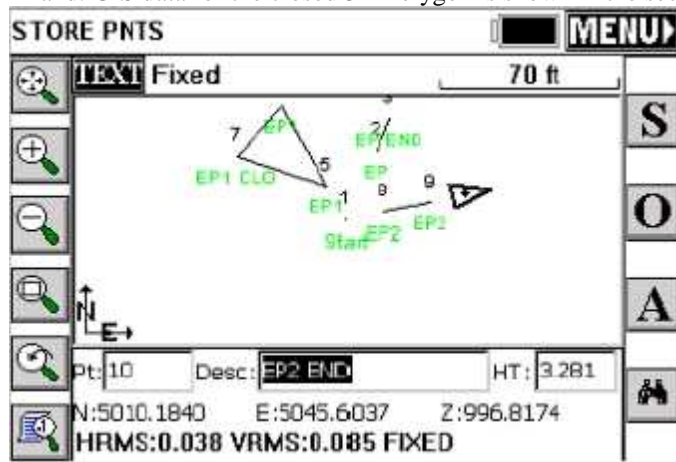 STORE PNTS
MENU
TEXT Fixed
70 ft
S
O
A
7
EP1
2
EP END
EP1 CLO
5
EP
EP1
1
8
9
Start
EP2
EP2
N
E
Pt: 10
Desc: EP2 END
HT: 3.281
N:5010.1840 E:5045.6037 Z:996.8174
HRMS:0.038 VRMS:0.085 FIXED